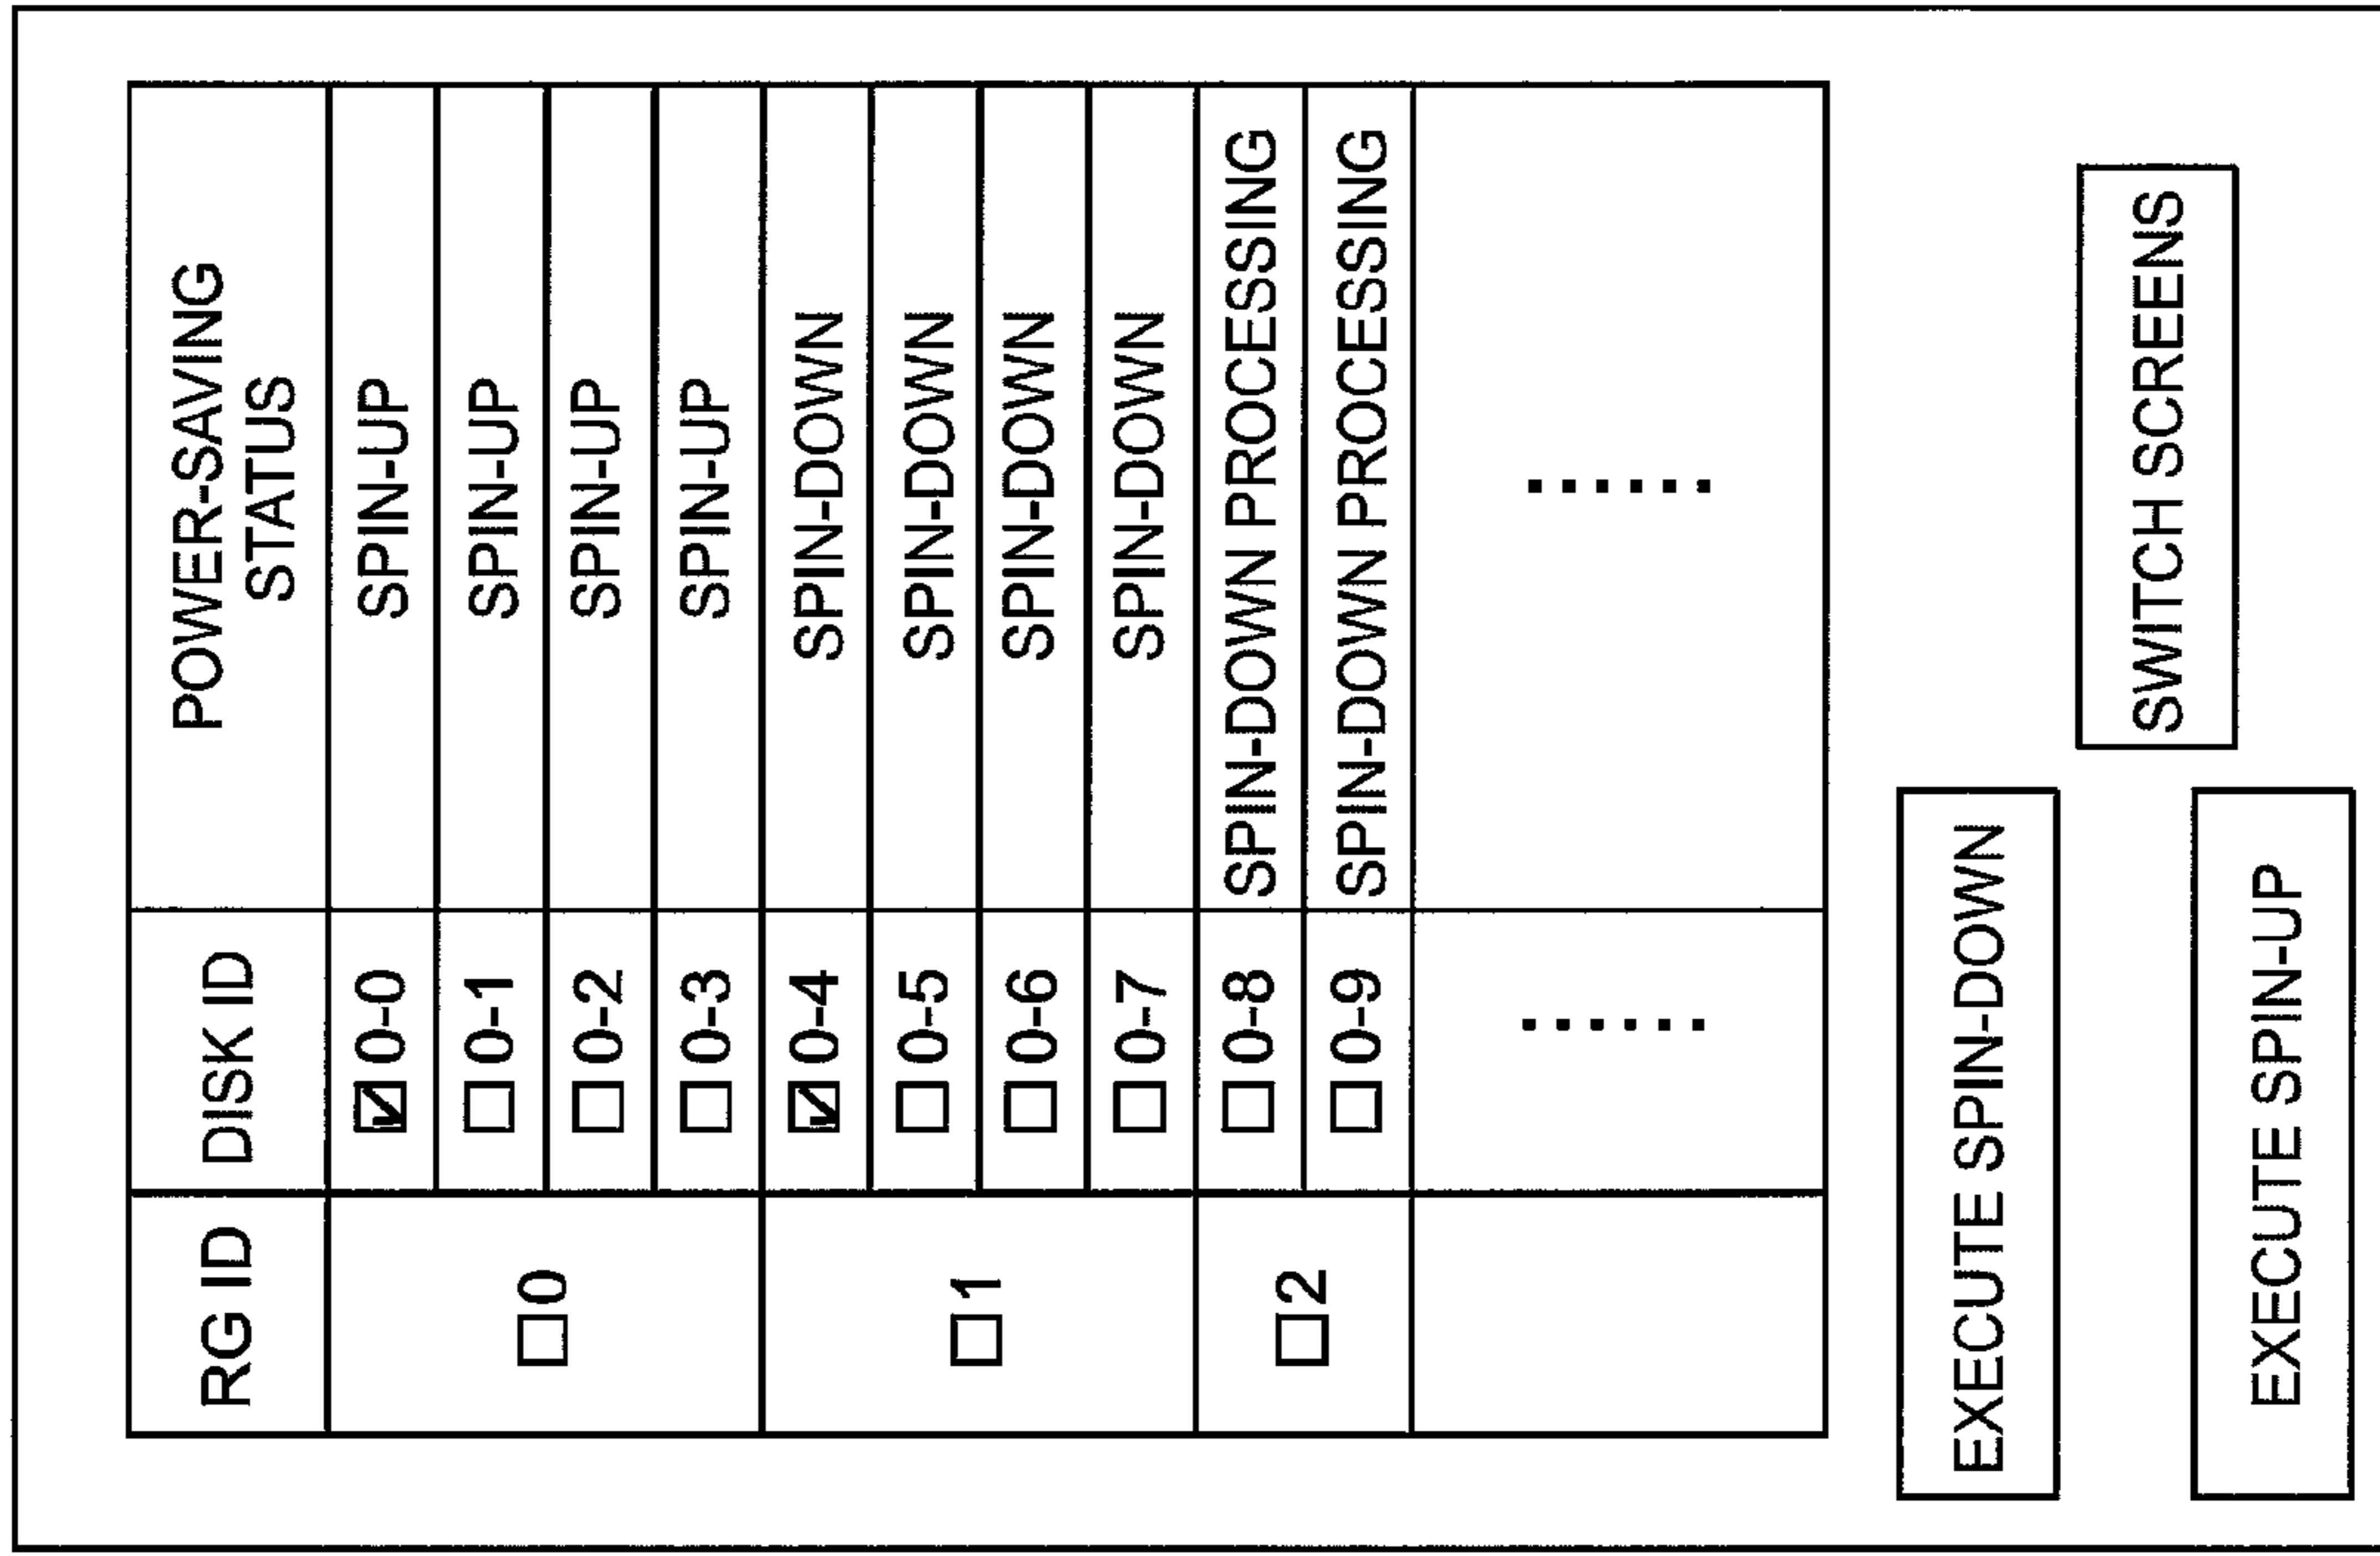 RG ID DISK ID POWER-SAVING
STATUS
☐0 ☑0-0 SPIN-UP
☐0-1 SPIN-UP
☐0-2 SPIN-UP
☐0-3 SPIN-UP
☐1 ☑0-4 SPIN-DOWN
☐0-5 SPIN-DOWN
☐0-6 SPIN-DOWN
☐0-7 SPIN-DOWN
☐2 ☐0-8 SPIN-DOWN PROCESSING
☐0-9 SPIN-DOWN PROCESSING
...... ......
EXECUTE SPIN-DOWN
SWITCH SCREENS
EXECUTE SPIN-UP